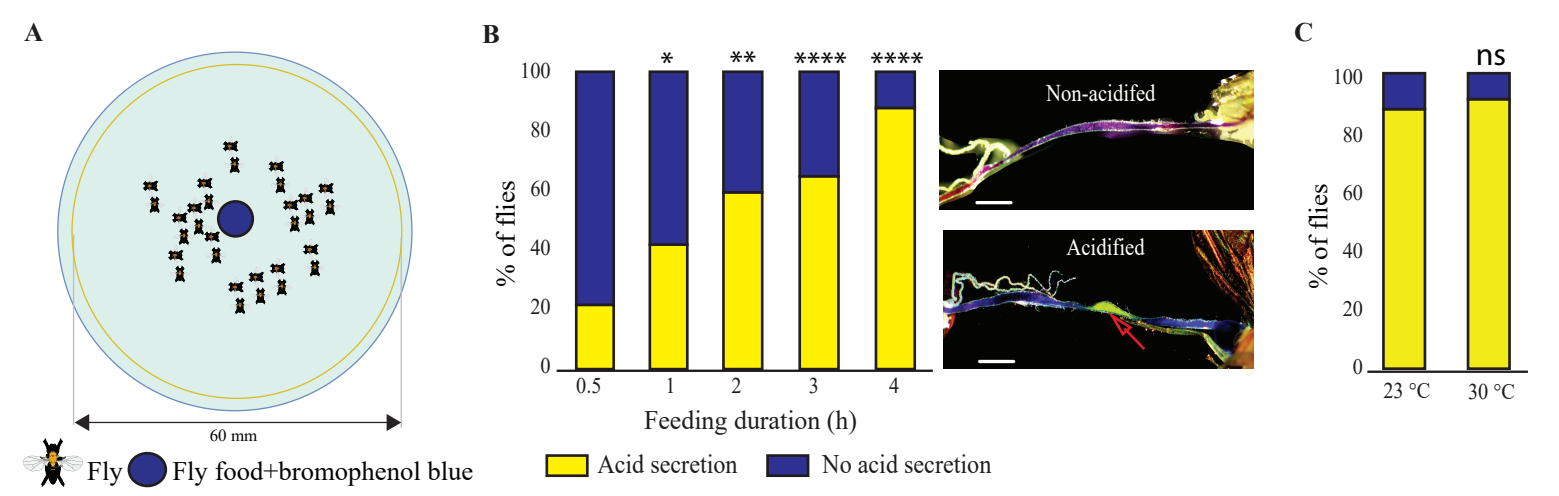 A
60 mm
Fly
Fly food+bromophenol blue
B
* ** **** ****
% of flies
100
80
60
40
20
0
0.5 1 2 3 4
Feeding duration (h)
Acid secretion
No acid secretion
Non-acidifed
Acidified
C
ns
% of flies
100
80
60
40
20
0
23 °C 30 °C